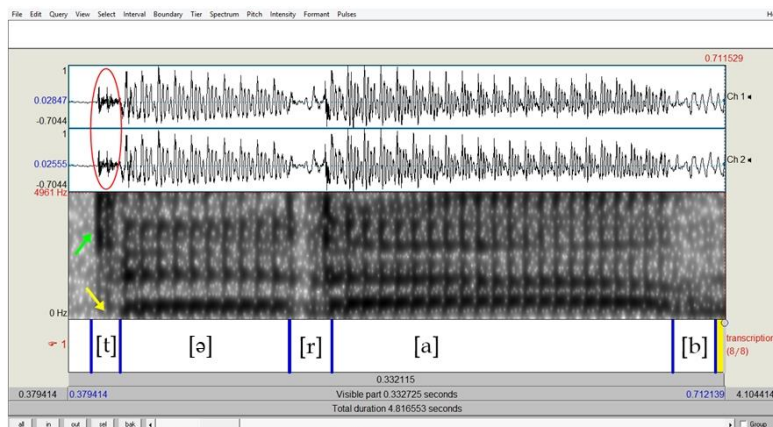 File Edit Query View Select Interval Boundary Tier Spectrum Pitch Intensity Formant Pulses
0.711529
1
0.02847
-0.7044
Ch 1
1
0.02555
-0.7044
Ch 2
4961 Hz
0 Hz
1 [t] [ə] [r] [a] [b] transcription
(8/8)
0.332115
0.379414 0.379414 Visible part 0.332725 seconds 0.712139 4.104414
Total duration 4.816553 seconds
all in out sel bak Group